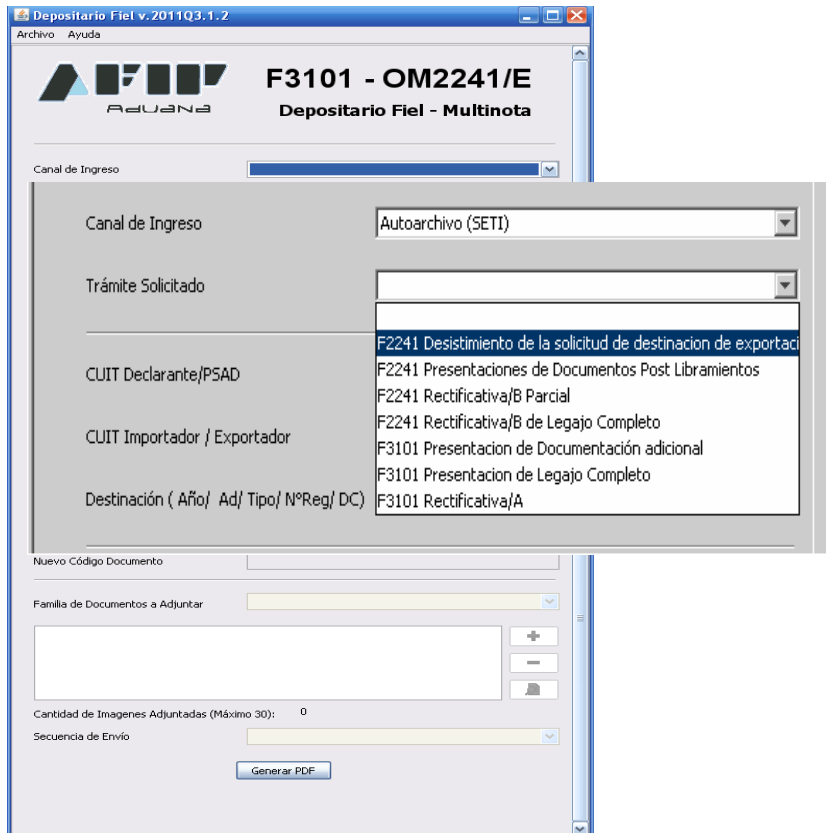 Depositario Fiel v.2011Q3.1.2
Archivo Ayuda
AFIP
Aduana
F3101 - OM2241/E
Depositario Fiel - Multinota
Canal de Ingreso
Canal de Ingreso
Autoarchivo (SETI)
Trámite Solicitado
F2241 Desistimiento de la solicitud de destinacion de exportaci
F2241 Presentaciones de Documentos Post Libramientos
F2241 Rectificativa/B Parcial
F2241 Rectificativa/B de Legajo Completo
F3101 Presentacion de Documentación adicional
F3101 Presentacion de Legajo Completo
F3101 Rectificativa/A
CUIT Declarante/PSAD
CUIT Importador / Exportador
Destinación ( Año/ Ad/ Tipo/ NºReg/ DC)
Nuevo Código Documento
Familia de Documentos a Adjuntar
Cantidad de Imagenes Adjuntadas (Máximo 30): 0
Secuencia de Envío
Generar PDF